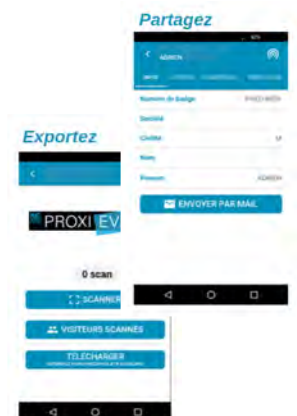 Partagez
ADMIN
Numéro de badge
Société
Civilité
M
Nom
Prénom
ADMIN
ENVOYER PAR MAIL
Exportez
PROXI EV
0 scan
SCANNER
VISITEURS SCANNÉS
TÉLÉCHARGER